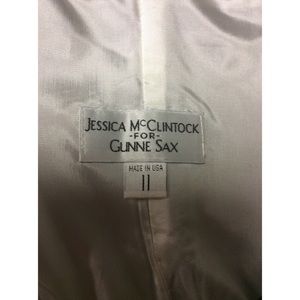 JESSICA McCLINTOCK
-FOR-
GUNNE SAX
MADE IN USA
11